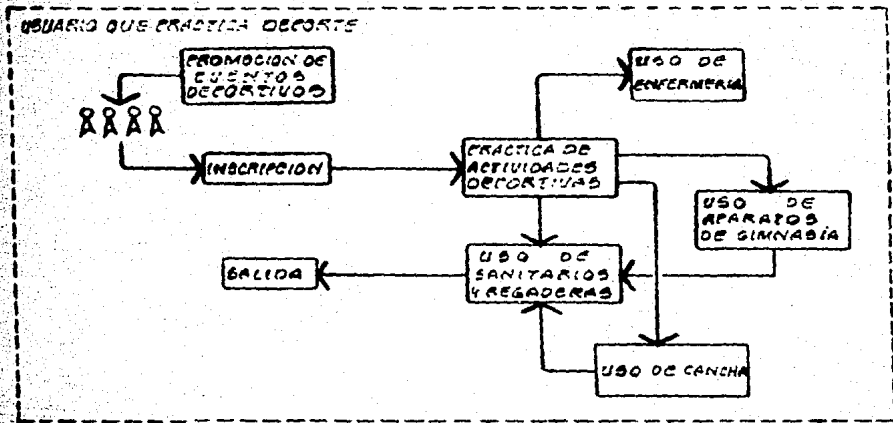 USUARIO QUE PRACTICA DEPORTE
PROMOCION DE
EVENTOS
DEPORTIVOS
USO DE
ENFERMERIA
INSCRIPCION
PRACTICA DE
ACTIVIDADES
DEPORTIVAS
USO DE
APARATOS
DE GIMNASÍA
SALIDA
USO DE
SANITARIOS
Y REGADERAS
USO DE CANCHA